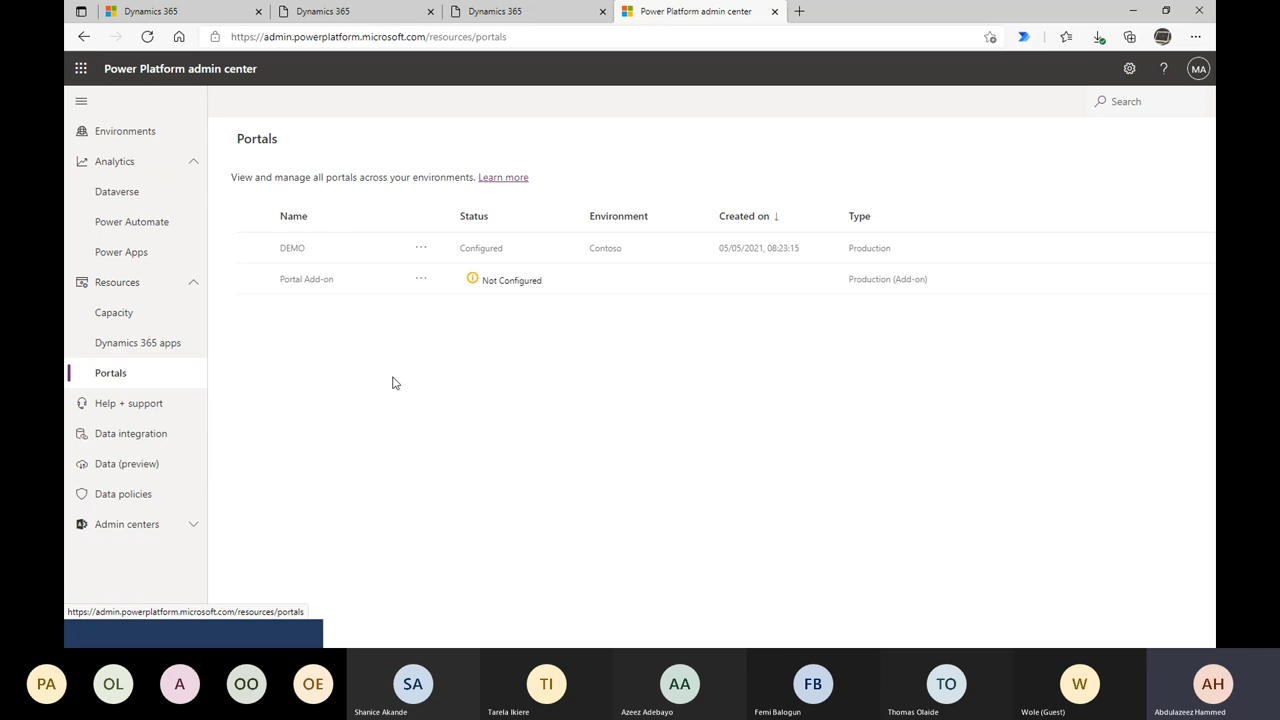 Dynamics 365
Dynamics 365
Dynamics 365
Power Platform admin center
https://admin.powerplatform.microsoft.com/resources/portals
Power Platform admin center
MA
Search
Environments
Analytics
Dataverse
Power Automate
Power Apps
Resources
Capacity
Dynamics 365 apps
Portals
Help + support
Data integration
Data (preview)
Data policies
Admin centers
Portals
View and manage all portals across your environments. Learn more
Name Status Environment Created on ↓ Type
DEMO ... Configured Contoso 05/05/2021, 08:23:15 Production
Portal Add-on ... Not Configured Production (Add-on)
https://admin.powerplatform.microsoft.com/resources/portals
PA OL A OO OE SA TI AA FB TO W AH
Shanice Akande Tarela Ikiere Azeez Adebayo Femi Balogun Thomas Olaide Wole (Guest) Abdulazeez Hammed